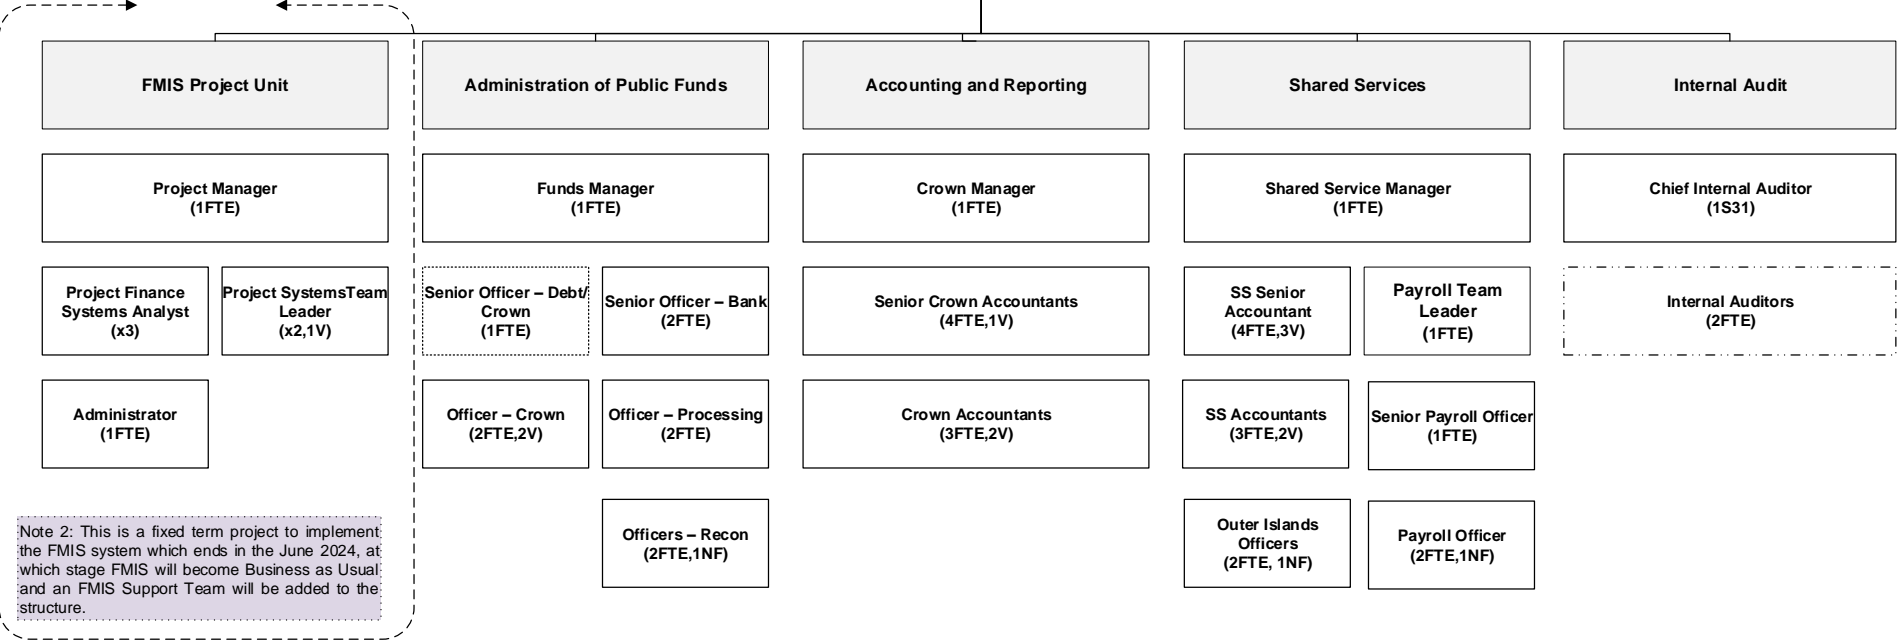 FMIS Project Unit
Administration of Public Funds
Accounting and Reporting
Shared Services
Internal Audit
Project Manager
(1FTE)
Funds Manager
(1FTE)
Crown Manager
(1FTE)
Shared Service Manager
(1FTE)
Chief Internal Auditor
(1S31)
Project Finance
Systems Analyst
(x3)
Project SystemsTeam
Leader
(x2,1V)
Senior Officer – Debt/
Crown
(1FTE)
Senior Officer – Bank
(2FTE)
Senior Crown Accountants
(4FTE,1V)
SS Senior
Accountant
(4FTE,3V)
Payroll Team
Leader
(1FTE)
Internal Auditors
(2FTE)
Administrator
(1FTE)
Officer – Crown
(2FTE,2V)
Officer – Processing
(2FTE)
Crown Accountants
(3FTE,2V)
SS Accountants
(3FTE,2V)
Senior Payroll Officer
(1FTE)
Officers – Recon
(2FTE,1NF)
Outer Islands
Officers
(2FTE, 1NF)
Payroll Officer
(2FTE,1NF)
Note 2: This is a fixed term project to implement
the FMIS system which ends in the June 2024, at
which stage FMIS will become Business as Usual
and an FMIS Support Team will be added to the
structure.